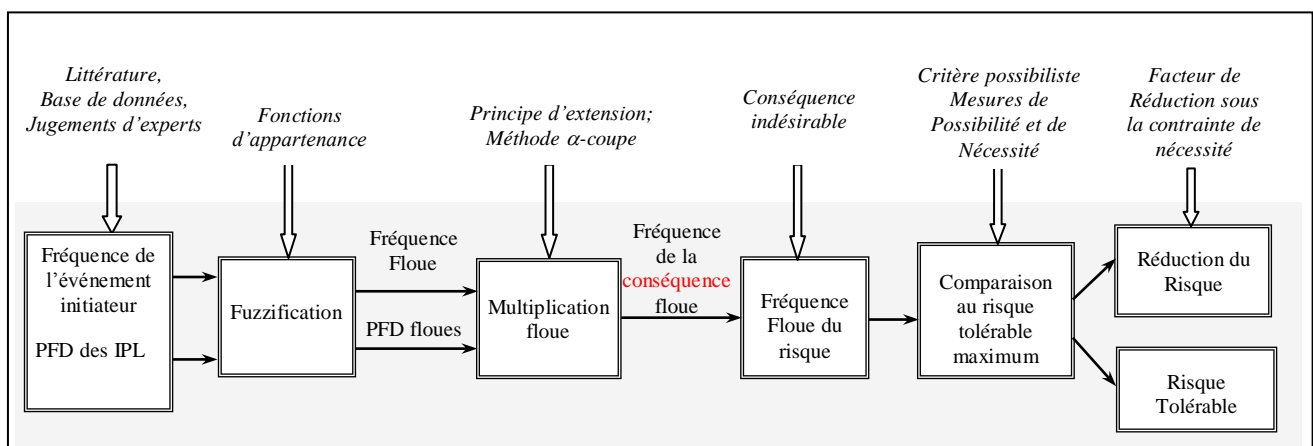 Littérature,
Base de données,
Jugements d'experts
Fonctions
d'appartenance
Principe d'extension;
Méthode α-coupe
Conséquence
indésirable
Critère possibiliste
Mesures de
Possibilité et de
Nécessité
Facteur de
Réduction sous
la contrainte de
nécessité
Fréquence de
l'événement
initiateur
PFD des IPL
Fuzzification
Fréquence
Floue
PFD floues
Multiplication
floue
Fréquence
de la
conséquence
floue
Fréquence
Floue du
risque
Comparaison
au risque
tolérable
maximum
Réduction du
Risque
Risque
Tolérable